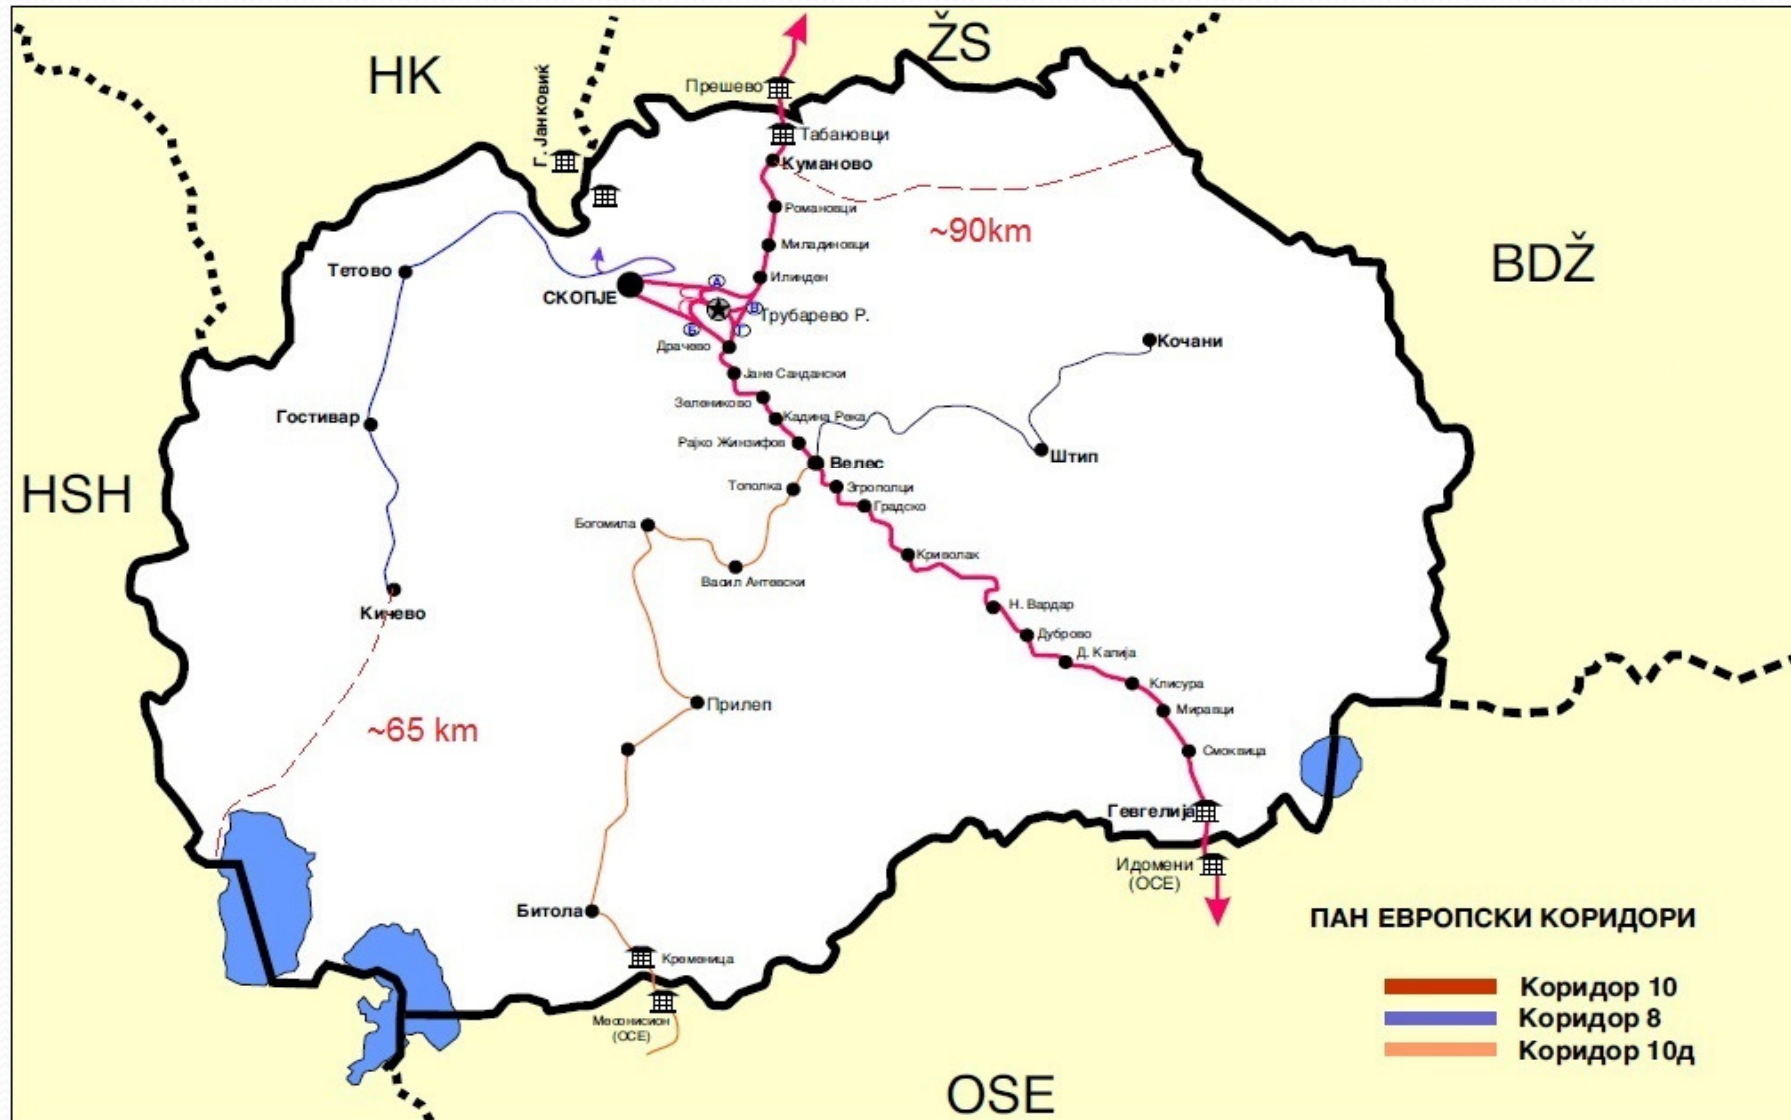 ŽS
HK
Прешево
Г. Јанковиќ
Табановци
Куманово
Романовци
~90km
Миладиновци
BDŽ
Тетово
Илинден
А
СКОПЈЕ
В
Трубарево Р.
Б
Г
Драчево
Кочани
Јане Сандански
Зелениково
Гостивар
Кадина Река
Рајко Жинзифов
Штип
Велес
HSH
Тополка
Згрополци
Градско
Богомила
Криволак
Васил Антевски
Кичево
Н. Вардар
Дуброво
Д. Капија
Клисура
Прилеп
Миравци
~65 km
Смоквица
Гевгелија
Идомени
(ОСЕ)
Битола
ПАН ЕВРОПСКИ КОРИДОРИ
Кременица
Коридор 10
Коридор 8
Месонисион
(ОСЕ)
Коридор 10д
OSE